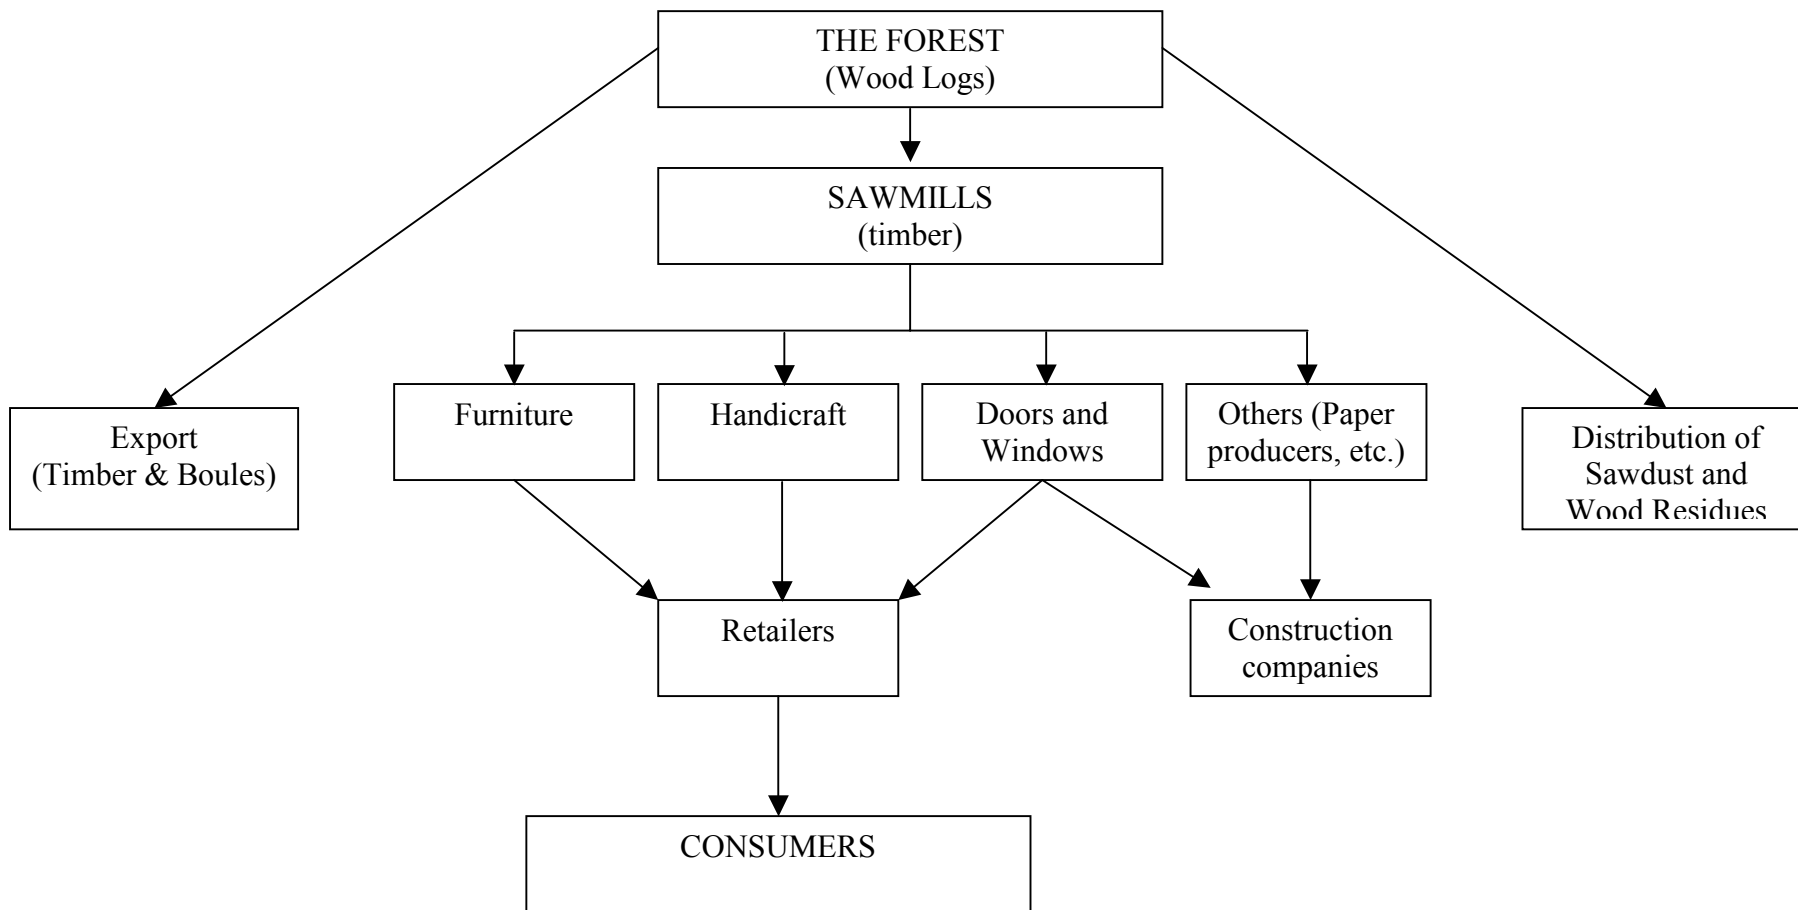 THE FOREST
(Wood Logs)
SAWMILLS
(timber)
Export
(Timber & Boules)
Furniture
Handicraft
Doors and
Windows
Others (Paper
producers, etc.)
Distribution of
Sawdust and
Wood Residues
Retailers
Construction
companies
CONSUMERS